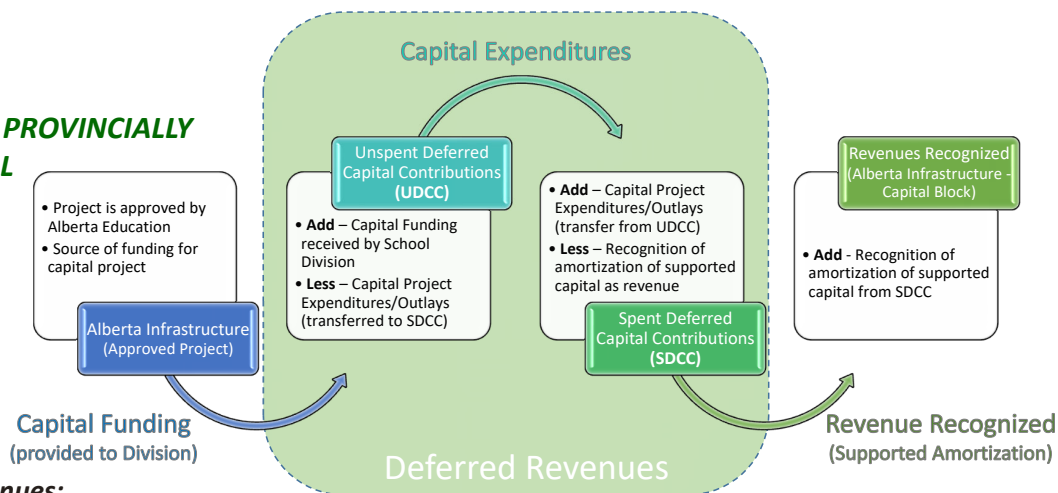 Capital Expenditures
PROVINCIALLY
L
• Project is approved by
Alberta Education
• Source of funding for
capital project
Alberta Infrastructure
(Approved Project)
Capital Funding
(provided to Division)
Unspent Deferred
Capital Contributions
(UDCC)
• Add – Capital Funding
received by School
Division
• Less – Capital Project
Expenditures/Outlays
(transferred to SDCC)
• Add – Capital Project
Expenditures/Outlays
(transfer from UDCC)
• Less – Recognition of
amortization of supported
capital as revenue
Spent Deferred
Capital Contributions
(SDCC)
Revenues Recognized
(Alberta Infrastructure -
Capital Block)
• Add - Recognition of
amortization of supported
capital from SDCC
Revenue Recognized
(Supported Amortization)
Deferred Revenues
nues: